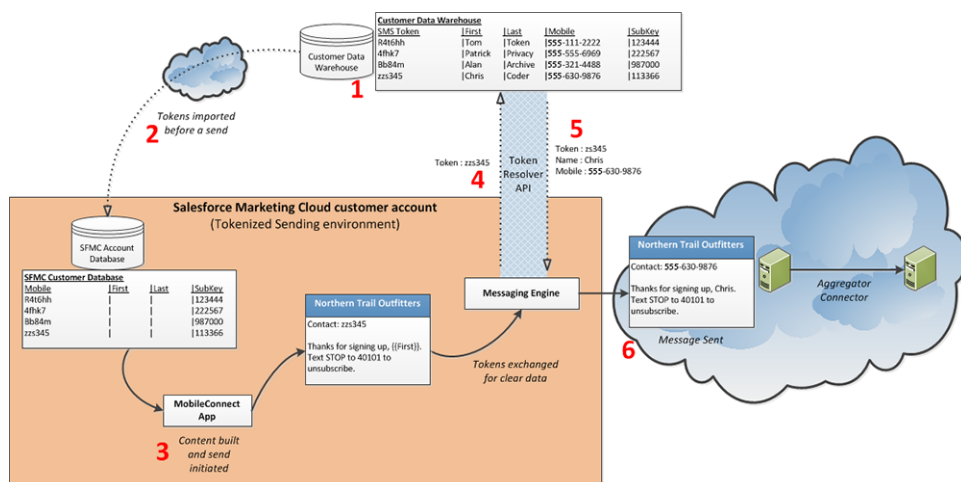 Customer Data Warehouse
SMS Token |First |Last |Mobile |SubKey
R4t6hh |Tom |Token |555-111-2222 |123444
4fhk7 |Patrick |Privacy |555-555-6969 |222567
Bb84m |Alan |Archive |555-321-4488 |987000
zzs345 |Chris |Coder |555-630-9876 |113366
Customer Data
Warehouse
1
Tokens imported
before a send
2
Token : zzs345
4
Token
Resolver
API
5
Token : zs345
Name : Chris
Mobile : 555-630-9876
Salesforce Marketing Cloud customer account
(Tokenized Sending environment)
SFMC Account
Database
SFMC Customer Database
Mobile |First |Last |SubKey
R4t6hh | | |123444
4fhk7 | | |222567
Bb84m | | |987000
zzs345 | | |113366
MobileConnect
App
3
Content built
and send
initiated
Northern Trail Outfitters
Contact: zzs345
Thanks for signing up, {{First}}.
Text STOP to 40101 to
unsubscribe.
Messaging Engine
Tokens exchanged
for clear data
Northern Trail Outfitters
Contact: 555-630-9876
Thanks for signing up, Chris.
Text STOP to 40101 to
unsubscribe.
6
Message Sent
Aggregator
Connector